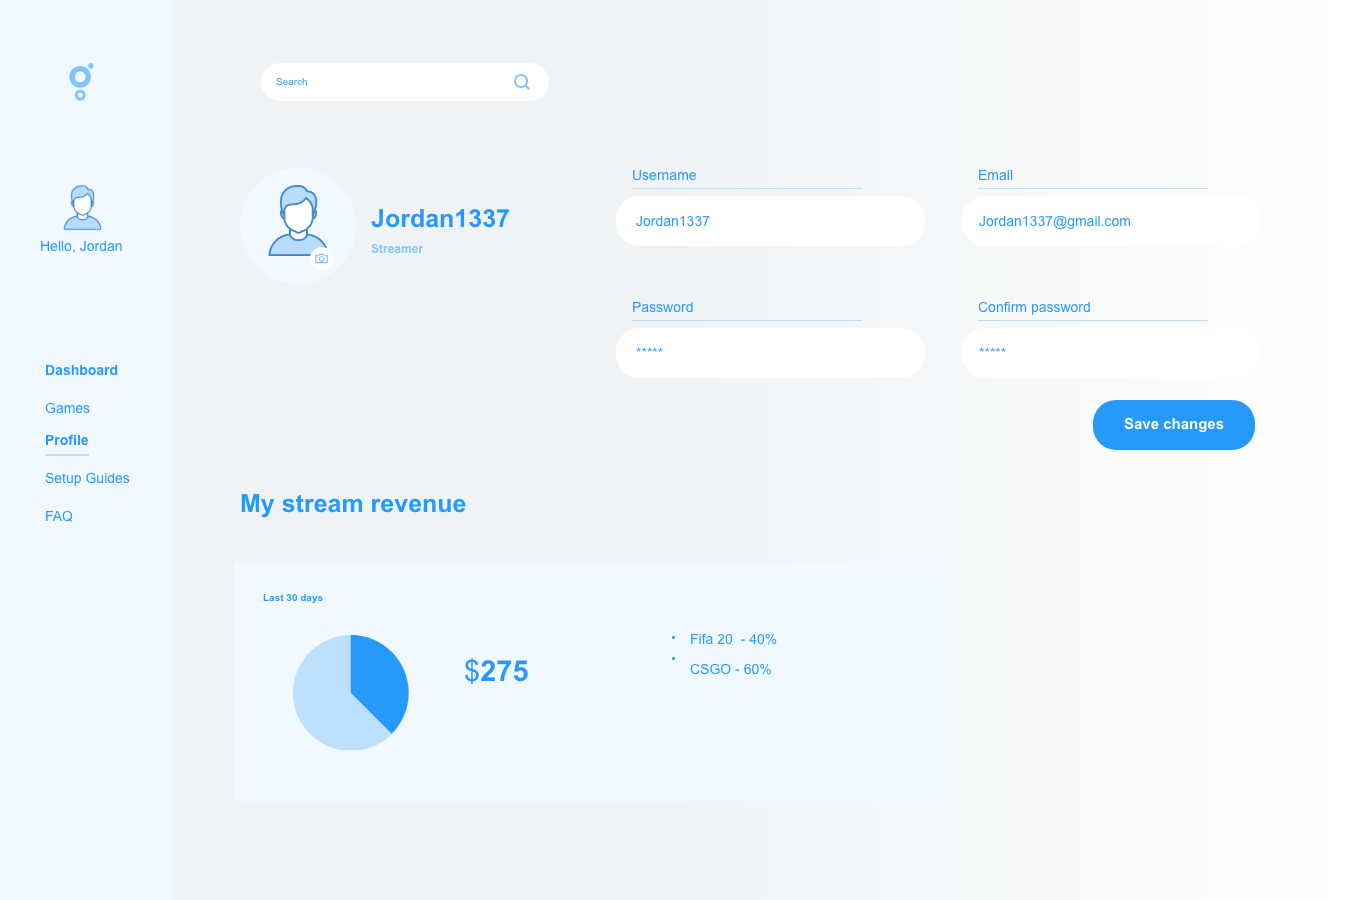 Search
Hello, Jordan
Dashboard
Games
Profile
Setup Guides
FAQ
Jordan1337
Streamer
Username
Jordan1337
Email
Jordan1337@gmail.com
Password
*****
Confirm password
*****
Save changes
My stream revenue
Last 30 days
$275
• Fifa 20  - 40%
• CSGO - 60%